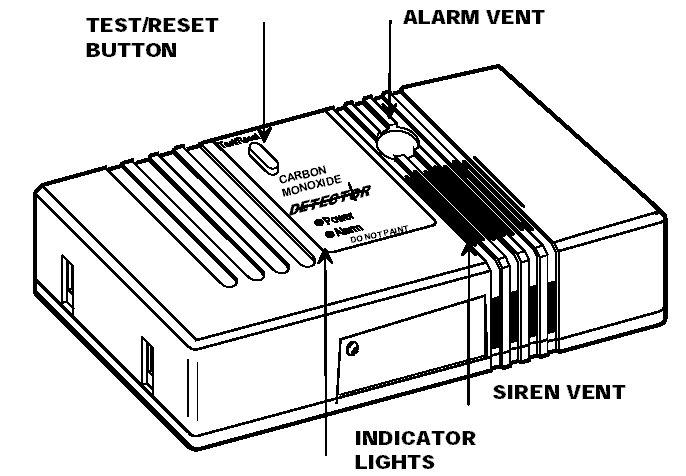 TEST/RESET
BUTTON
ALARM VENT
Test/Reset
CARBON
MONOXIDE
DETECTOR
Power
Alarm
DO NOT PAINT
SIREN VENT
INDICATOR
LIGHTS